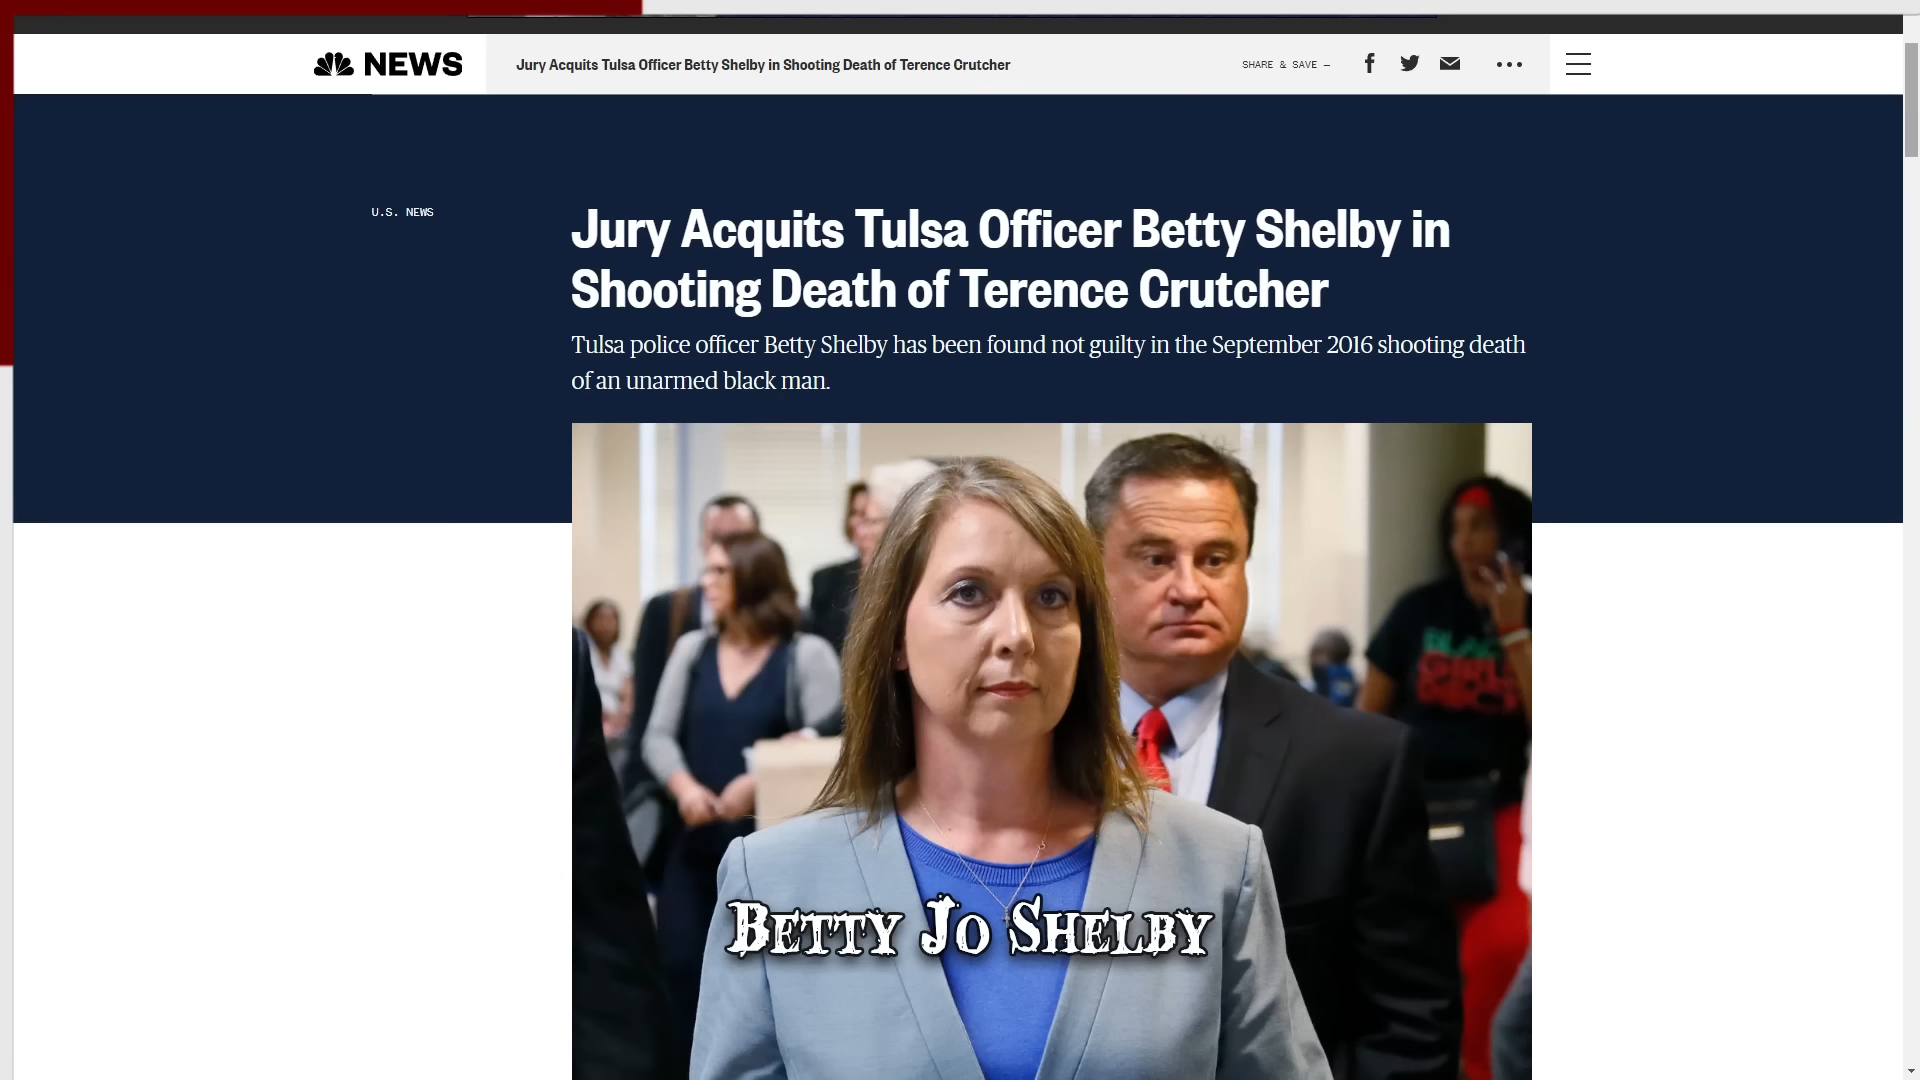 NEWS
Jury Acquits Tulsa Officer Betty Shelby in Shooting Death of Terence Crutcher
SHARE & SAVE —
U.S. NEWS
Jury Acquits Tulsa Officer Betty Shelby in
Shooting Death of Terence Crutcher
Tulsa police officer Betty Shelby has been found not guilty in the September 2016 shooting death
of an unarmed black man.
BETTY JO SHELBY